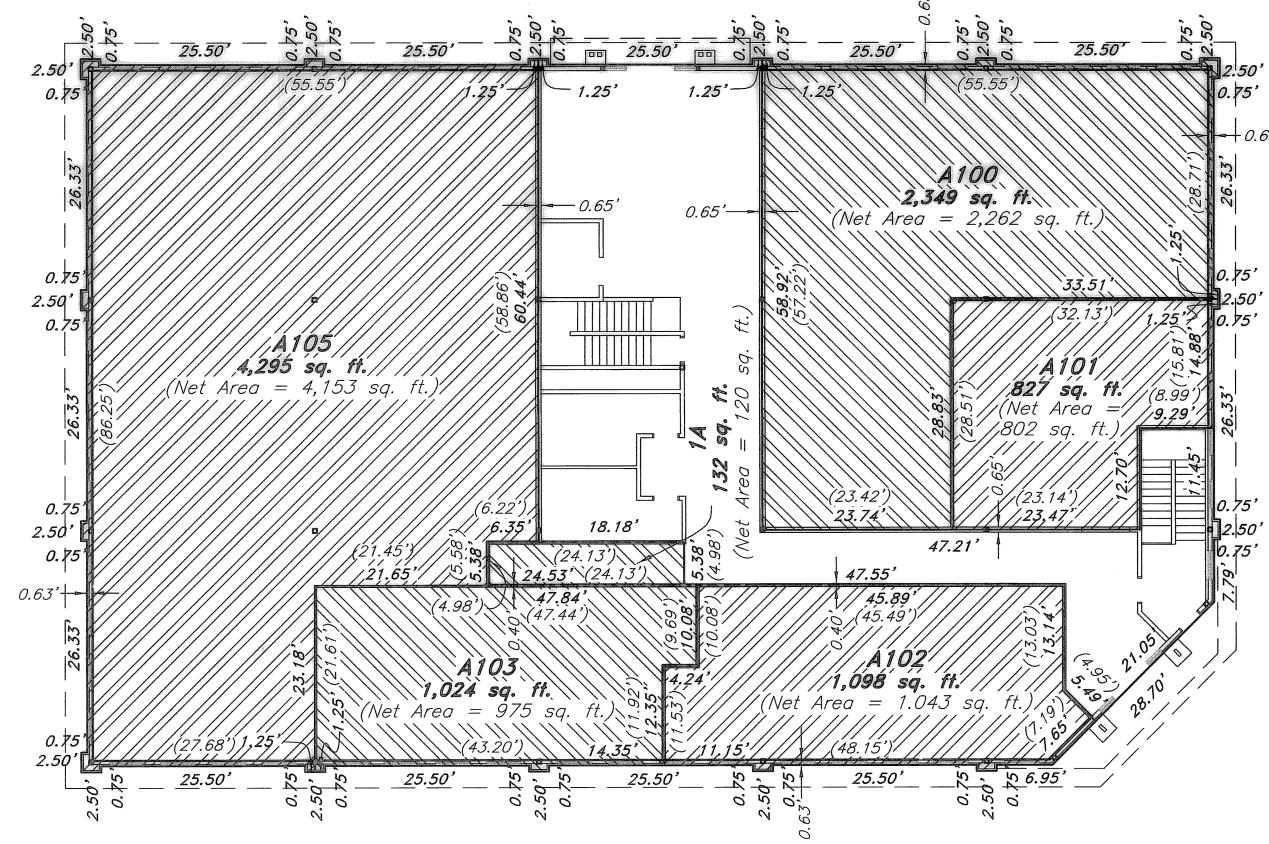 2.50' 0.75' 25.50' 0.75' 2.50' 0.75' 25.50' 0.75' 2.50' 25.50' 0.75' 2.50' 0.75' 25.50' 0.75' 2.50' 0.75' 25.50' 0.75' 2.50'
2.50' (55.55') 1.25' 1.25' 1.25' 1.25' (55.55') 2.50'
0.75' 0.75'
26.33' (28.71') 26.33'
A100
2,349 sq. ft.
(Net Area = 2,262 sq. ft.)
0.65' 0.65'
1.25'
0.75' 0.75'
2.50' (58.86') 60.44' 58.92' (57.22') 33.51' 2.50'
0.75' (32.13') 1.25' 0.75'
A105
4,295 sq. ft.
(Net Area = 4,153 sq. ft.)
A101
827 sq. ft.
(Net Area =
802 sq. ft.)
(15.81') 14.88'
(8.99')
9.29'
26.33' (86.25') 28.83' (28.51') 26.33'
1A
132 sq. ft.
(Net Area = 120 sq. ft.)
12.70' 11.45'
0.65'
(23.42') (23.14')
23.74' 23.47'
0.75' (6.22') 0.75'
2.50' 6.35' 18.18' 2.50'
0.75' 47.21' 0.75'
(21.45') (5.58') 5.38' (24.13') 5.38' (4.98')
21.65' 24.53' (24.13') 47.55' 7.79'
0.63' (4.98') 0.40' 47.84' 0.40' 45.89'
(47.44') (45.49')
26.33' 23.18' (21.61') (9.69') 10.08' (10.08') (13.03') 13.14'
A103
1,024 sq. ft.
(Net Area = 975 sq. ft.)
4.24'
A102
1,098 sq. ft.
(Net Area = 1.043 sq. ft.)
21.05
(4.95')
5.49'
28.70'
1.25' (11.92') 12.35' (11.53') (7.19')
7.65'
0.75' (27.68') 1.25' (43.20') 14.35' 11.15' (48.15')
2.50' 25.50' 25.50' 25.50' 25.50' 6.95'
2.50' 0.75' 0.75' 2.50' 0.75' 0.75' 2.50' 0.75' 0.75' 2.50' 0.75' 0.63' 0.75' 2.50' 0.75'